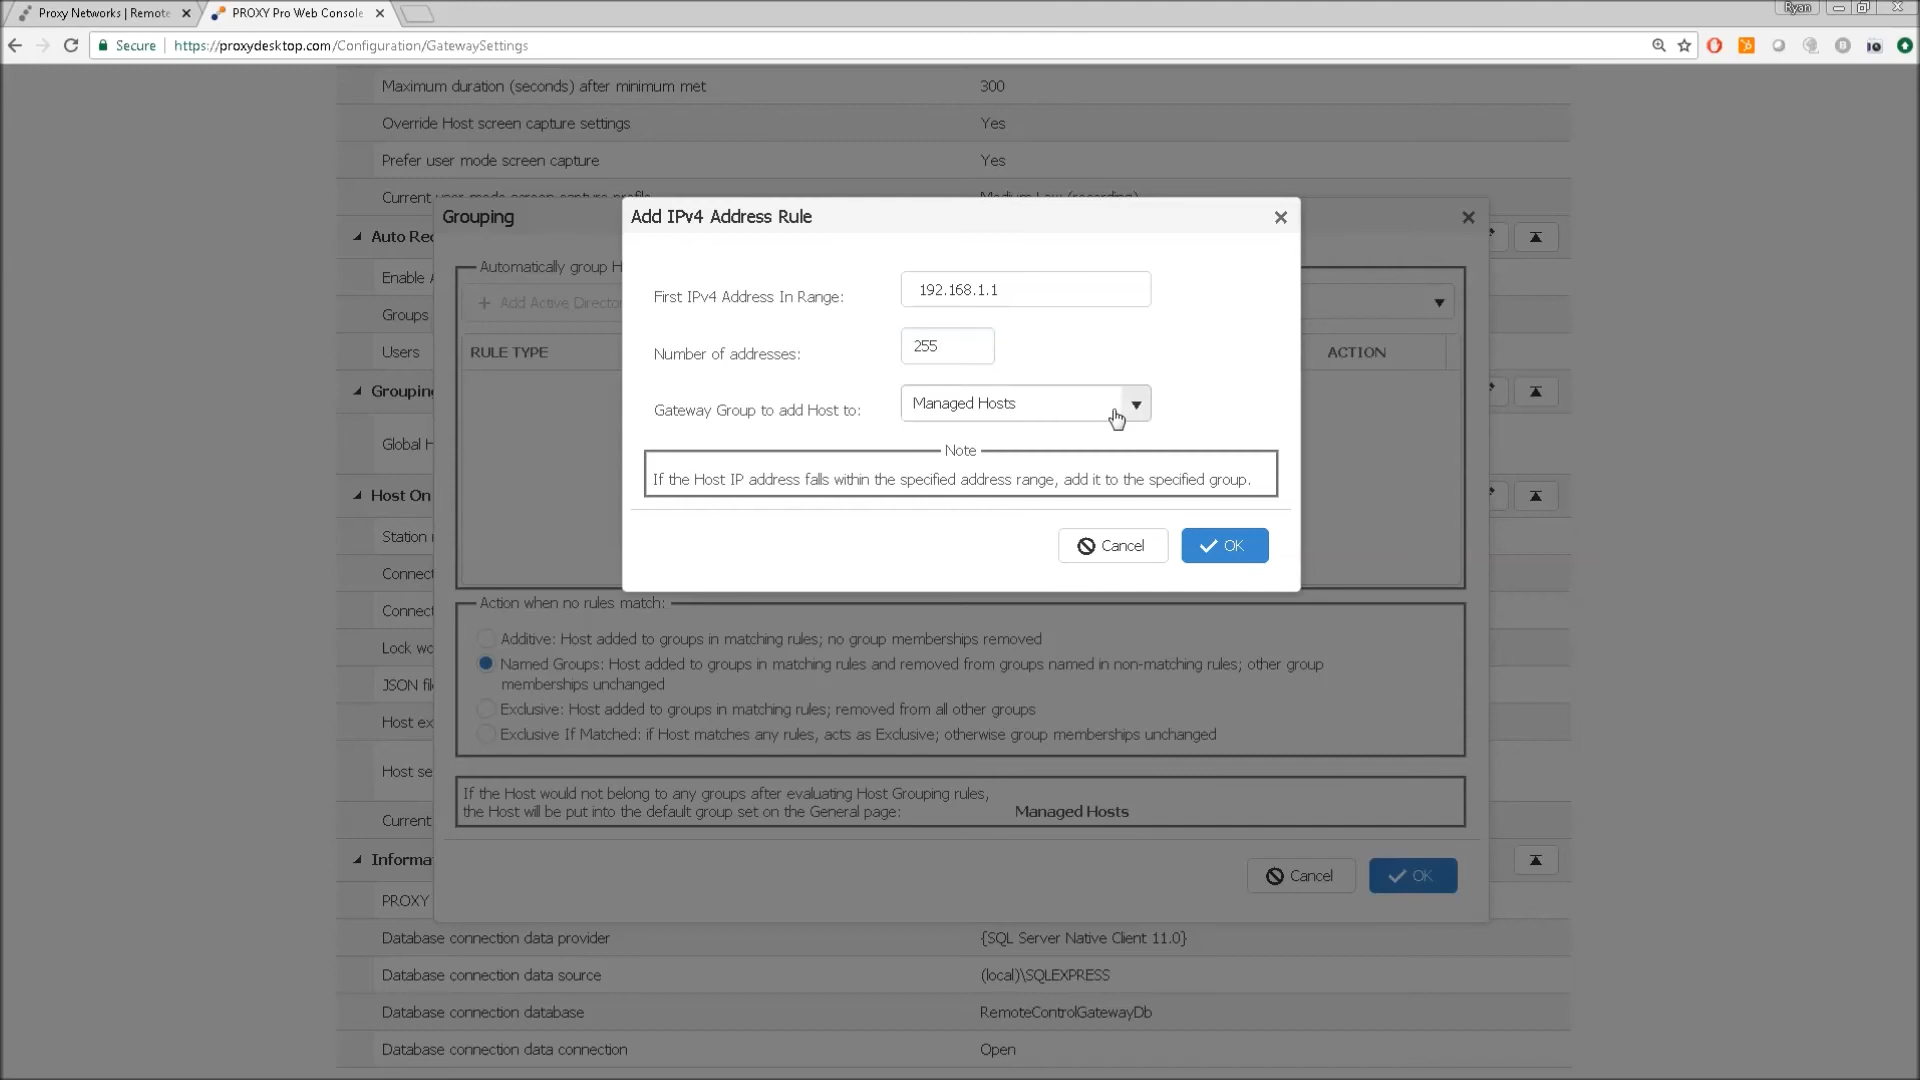 Proxy Networks | Remote
PROXY Pro Web Console
Ryan
Secure
https://proxydesktop.com/Configuration/GatewaySettings
Maximum duration (seconds) after minimum met 300
Override Host screen capture settings Yes
Prefer user mode screen capture Yes
Current user mode screen capture profile Medium Low (recording)
Grouping
Add IPv4 Address Rule
Auto Rec
Automatically group H
Enable A
Add Active Director
First IPv4 Address In Range: 192.168.1.1
Groups
Users
RULE TYPE
Number of addresses: 255
ACTION
Grouping
Gateway Group to add Host to: Managed Hosts
Global H
Note
If the Host IP address falls within the specified address range, add it to the specified group.
Host On
Station
Cancel
OK
Connect
Connect
Action when no rules match:
Additive: Host added to groups in matching rules; no group memberships removed
Lock wo
Named Groups: Host added to groups in matching rules and removed from groups named in non-matching rules; other group
memberships unchanged
JSON fil
Exclusive: Host added to groups in matching rules; removed from all other groups
Host ex
Exclusive If Matched: if Host matches any rules, acts as Exclusive; otherwise group memberships unchanged
Host se
If the Host would not belong to any groups after evaluating Host Grouping rules,
the Host will be put into the default group set on the General page: Managed Hosts
Current
Informa
Cancel
OK
PROXY
Database connection data provider {SQL Server Native Client 11.0}
Database connection data source (local)\SQLEXPRESS
Database connection database RemoteControlGatewayDb
Database connection data connection Open